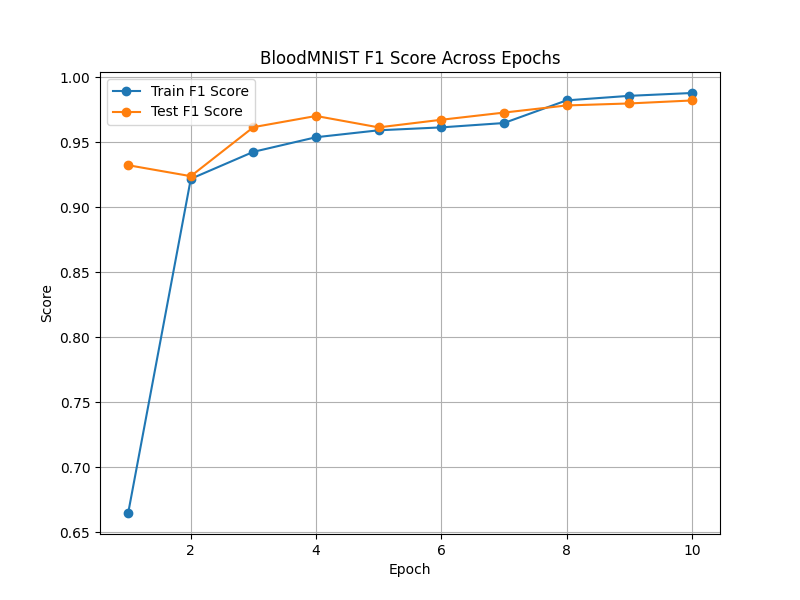 BloodMNIST F1 Score Across Epochs
Train F1 Score
Test F1 Score
1.00
0.95
0.90
0.85
0.80
0.75
0.70
0.65
Score
2 4 6 8 10
Epoch